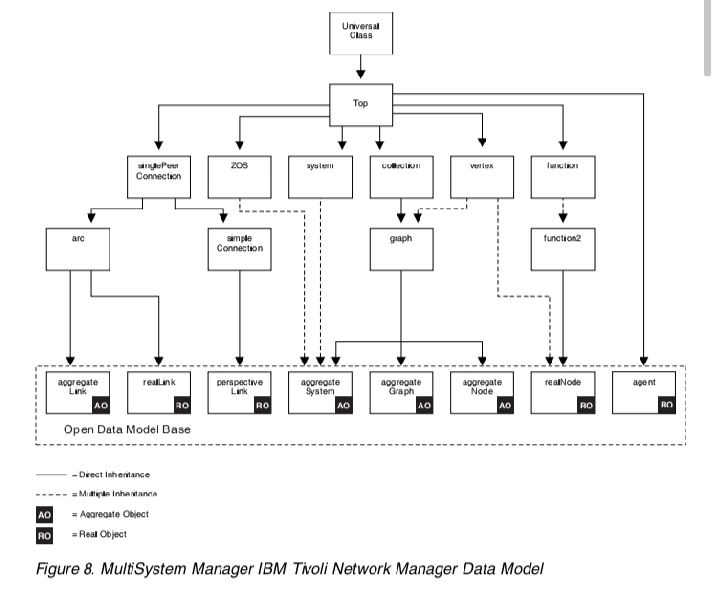 Universal
Class
Top
singlePeer
Connection
ZOS
system
collection
vertex
function
arc
simple
Connection
graph
function2
aggregate
Link
AO
realLink
RO
perspective
Link
RO
aggregate
System
AO
aggregate
Graph
AO
aggregate
Node
AO
realNode
RO
agent
RO
Open Data Model Base
= Direct Inheritance
= Multiple Inheritance
AO = Aggregate Object
RO = Real Object
Figure 8. MultiSystem Manager IBM Tivoli Network Manager Data Model